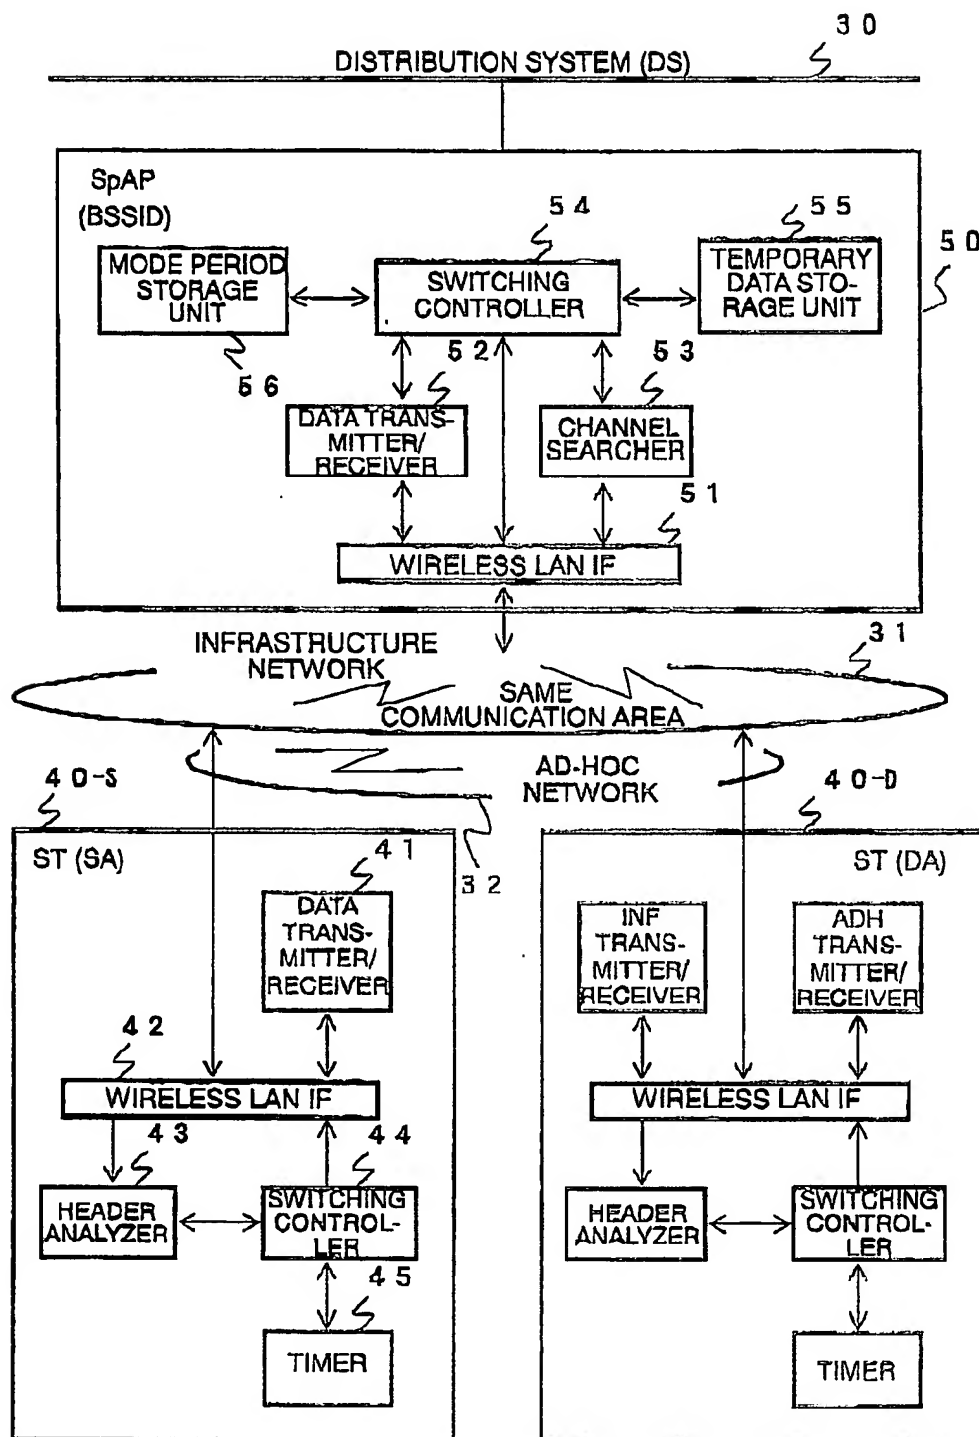 30
DISTRIBUTION SYSTEM (DS)
SpAP
(BSSID)
54
55
50
MODE PERIOD
STORAGE
UNIT
SWITCHING
CONTROLLER
TEMPORARY
DATA STO-
RAGE UNIT
56
52
53
DATA TRANS-
MITTER/
RECEIVER
CHANNEL
SEARCHER
51
WIRELESS LAN IF
INFRASTRUCTURE
NETWORK
31
SAME
COMMUNICATION AREA
AD-HOC
NETWORK
40-S
40-D
32
ST (SA)
41
DATA
TRANS-
MITTER/
RECEIVER
42
WIRELESS LAN IF
43
44
HEADER
ANALYZER
SWITCHING
CONTROL-
LER
45
TIMER
ST (DA)
INF
TRANS-
MITTER/
RECEIVER
ADH
TRANS-
MITTER/
RECEIVER
WIRELESS LAN IF
HEADER
ANALYZER
SWITCHING
CONTROL-
LER
TIMER